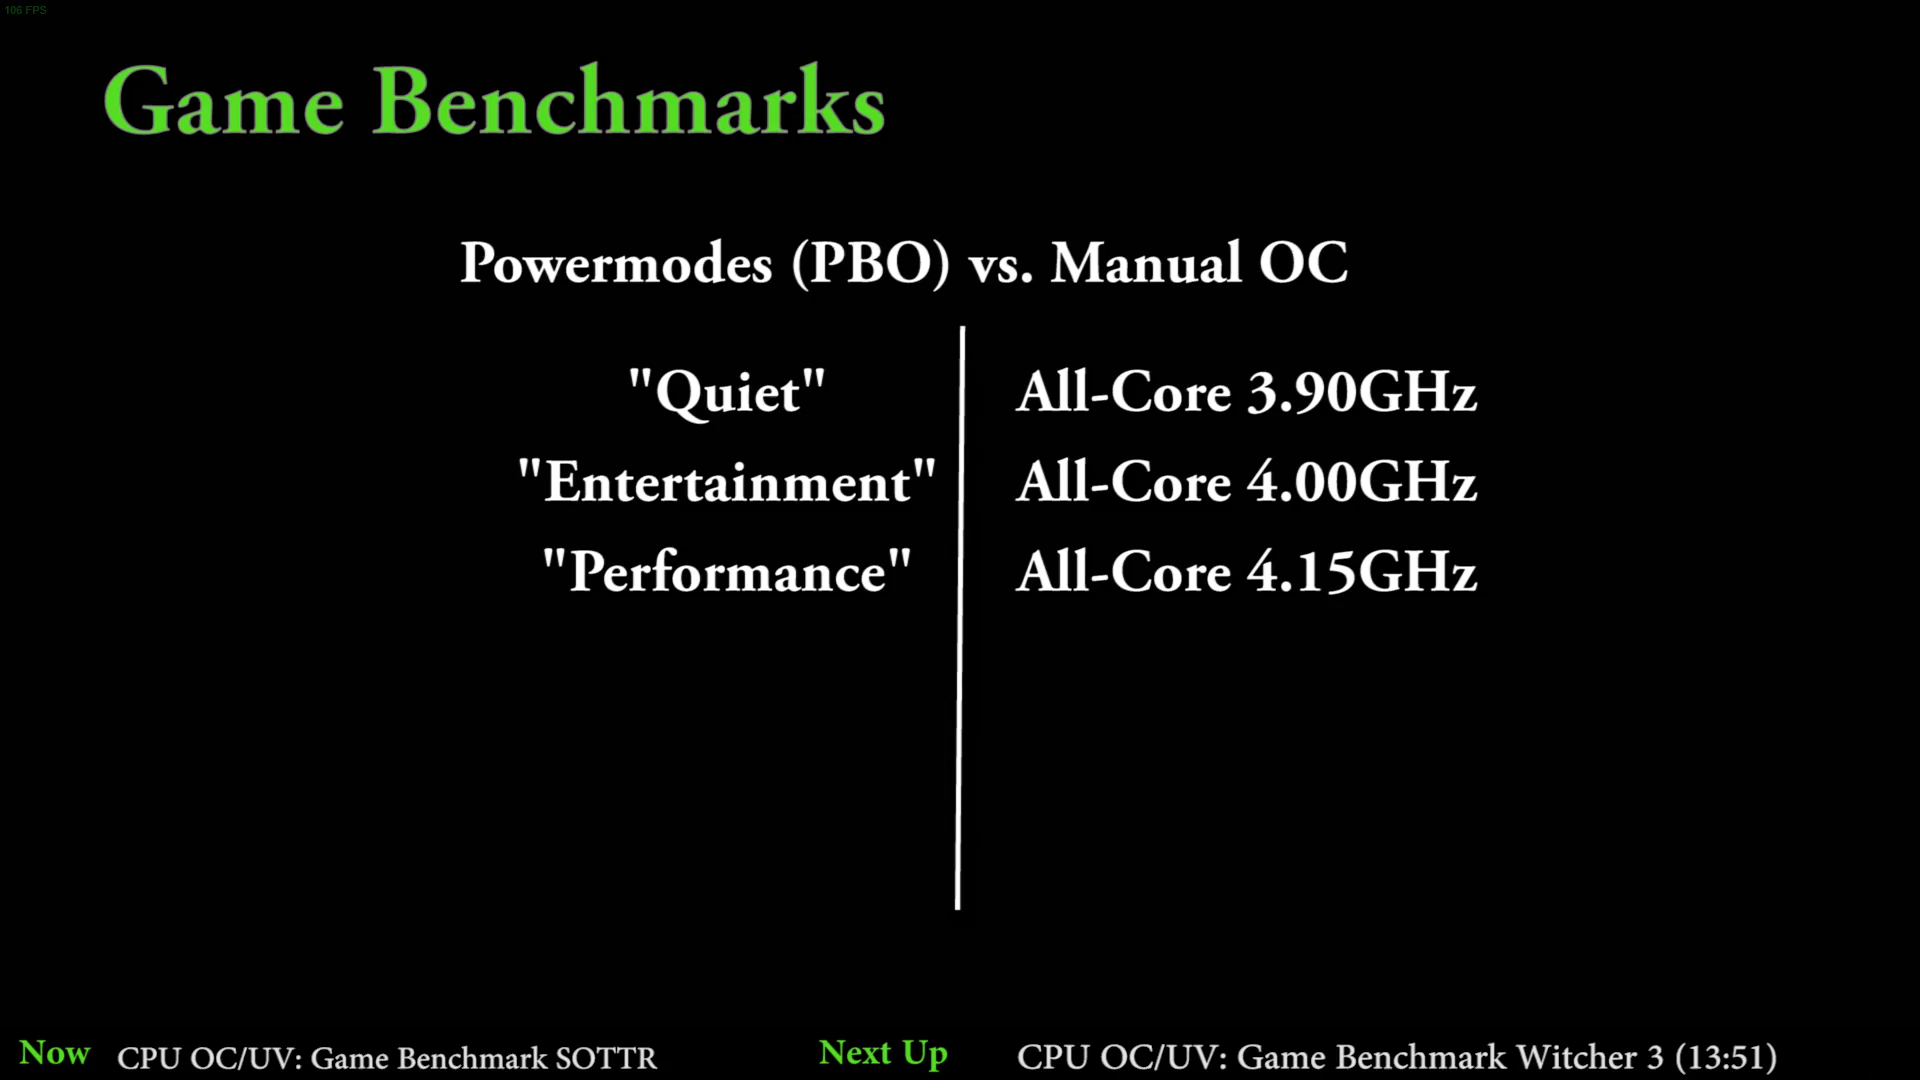 106 FPS
Game Benchmarks
Powermodes (PBO) vs. Manual OC
"Quiet" All-Core 3.90GHz
"Entertainment" All-Core 4.00GHz
"Performance" All-Core 4.15GHz
Now CPU OC/UV: Game Benchmark SOTTR Next Up CPU OC/UV: Game Benchmark Witcher 3 (13:51)